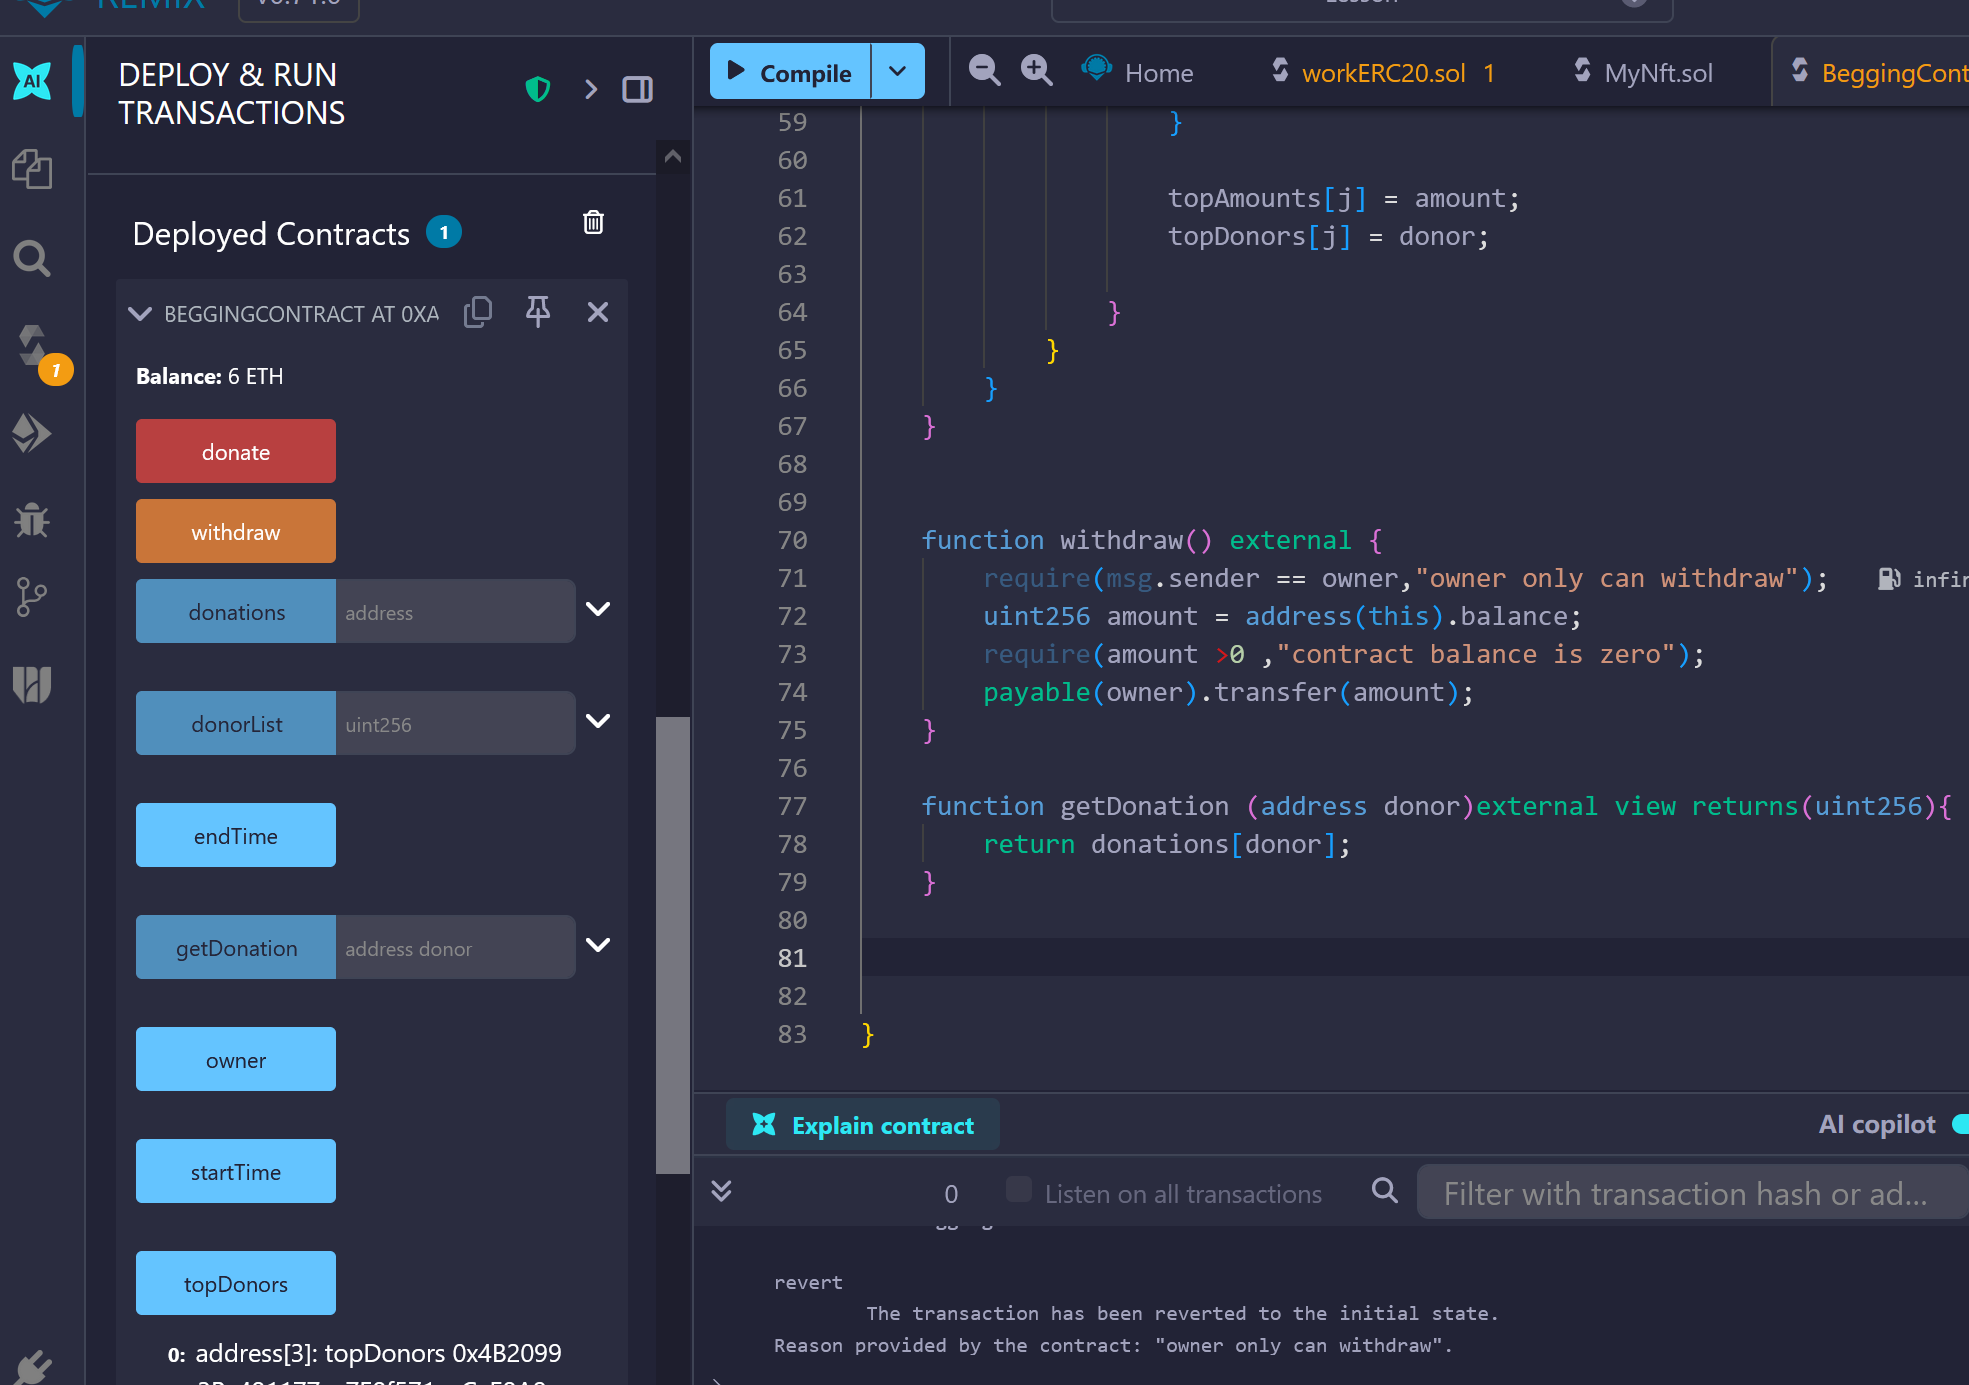 DEPLOY & RUN
TRANSACTIONS
Deployed Contracts 1
BEGGINGCONTRACT AT 0XA
Balance: 6 ETH
donate
withdraw
donations address
donorList uint256
endTime
getDonation address donor
owner
startTime
topDonors
0: address[3]: topDonors 0x4B2099
AI
1
Compile
Home
workERC20.sol 1
MyNft.sol
BeggingCont
59 }
60
61 topAmounts[j] = amount;
62 topDonors[j] = donor;
63
64 }
65 }
66 }
67 }
68
69
70 function withdraw() external {
71 require(msg.sender == owner,"owner only can withdraw"); infin
72 uint256 amount = address(this).balance;
73 require(amount >0 ,"contract balance is zero");
74 payable(owner).transfer(amount);
75 }
76
77 function getDonation (address donor)external view returns(uint256){
78 return donations[donor];
79 }
80
81
82
83 }
Explain contract
AI copilot
0 Listen on all transactions Filter with transaction hash or ad...
revert
The transaction has been reverted to the initial state.
Reason provided by the contract: "owner only can withdraw".